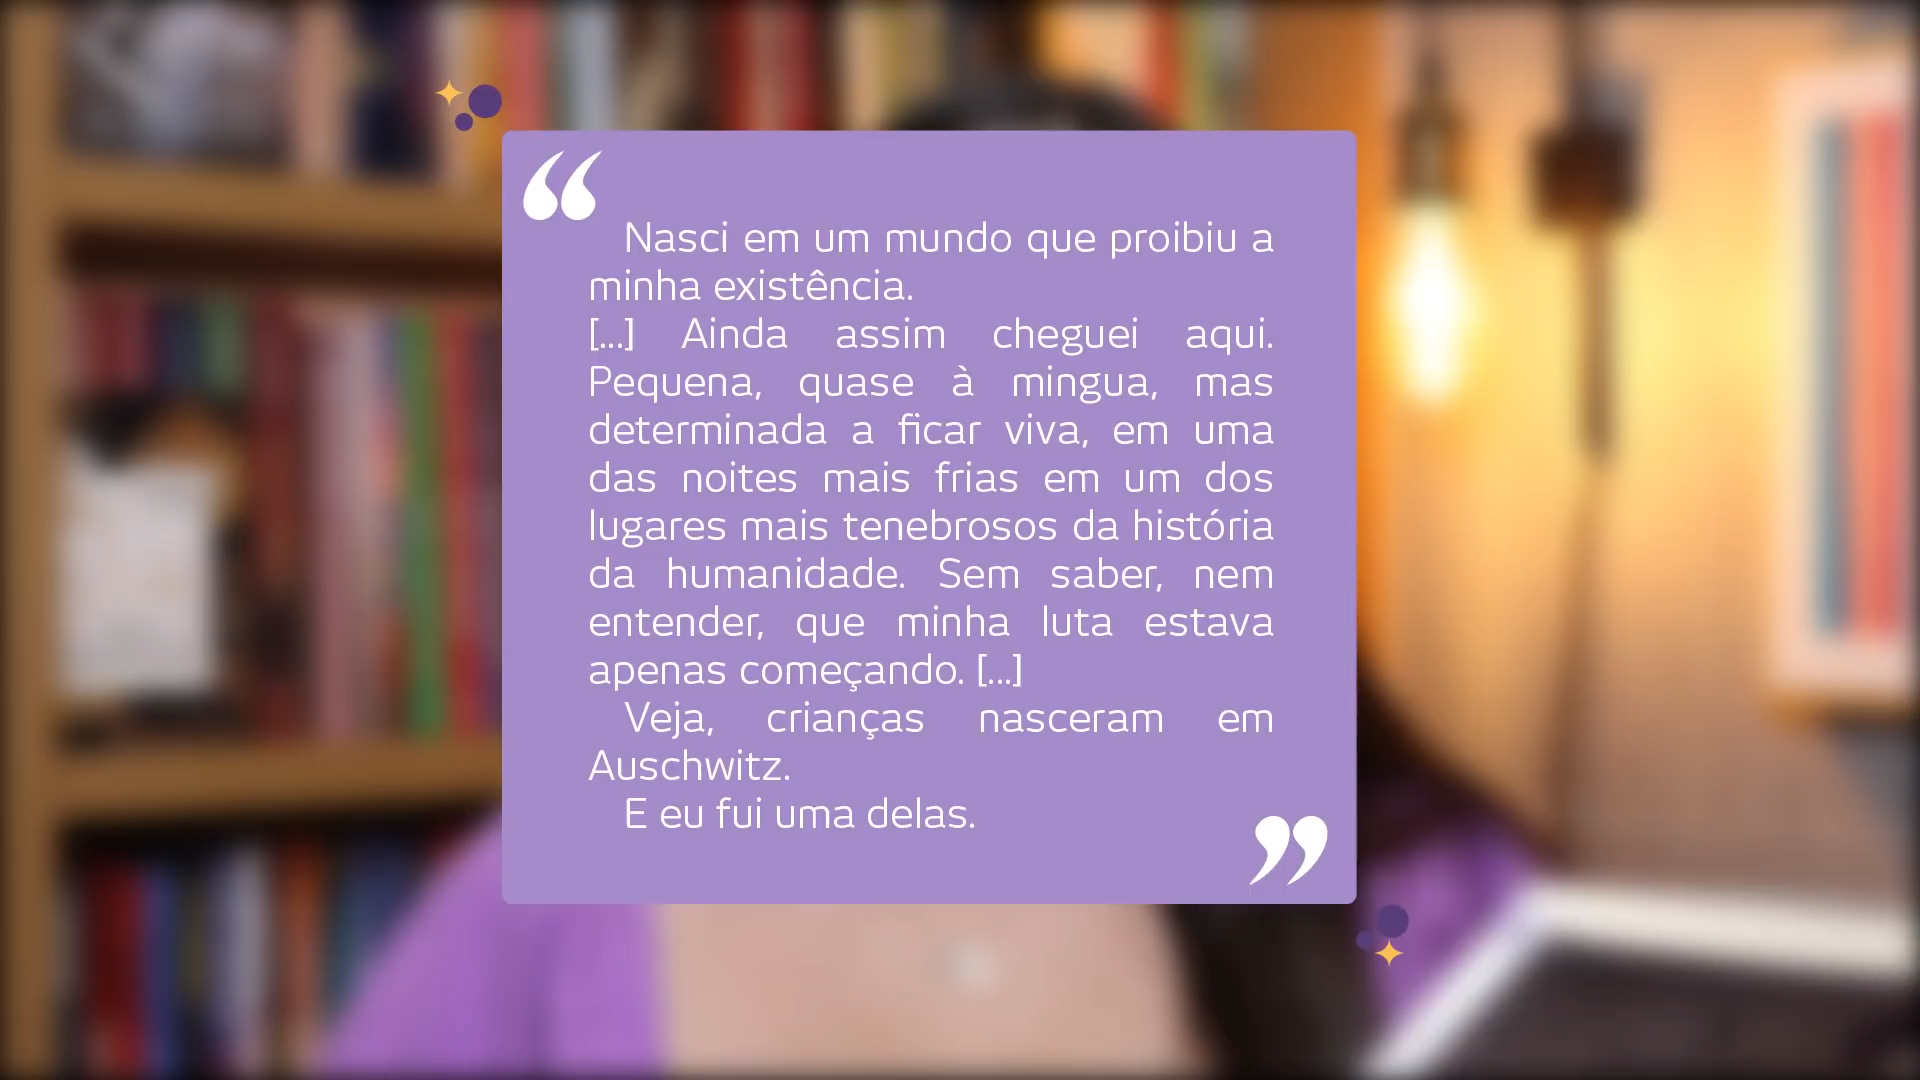 “
Nasci em um mundo que proibiu a
minha existência.
[...] Ainda assim cheguei aqui.
Pequena, quase à mingua, mas
determinada a ficar viva, em uma
das noites mais frias em um dos
lugares mais tenebrosos da história
da humanidade. Sem saber, nem
entender, que minha luta estava
apenas começando. [...]
Veja, crianças nasceram em
Auschwitz.
E eu fui uma delas.
”